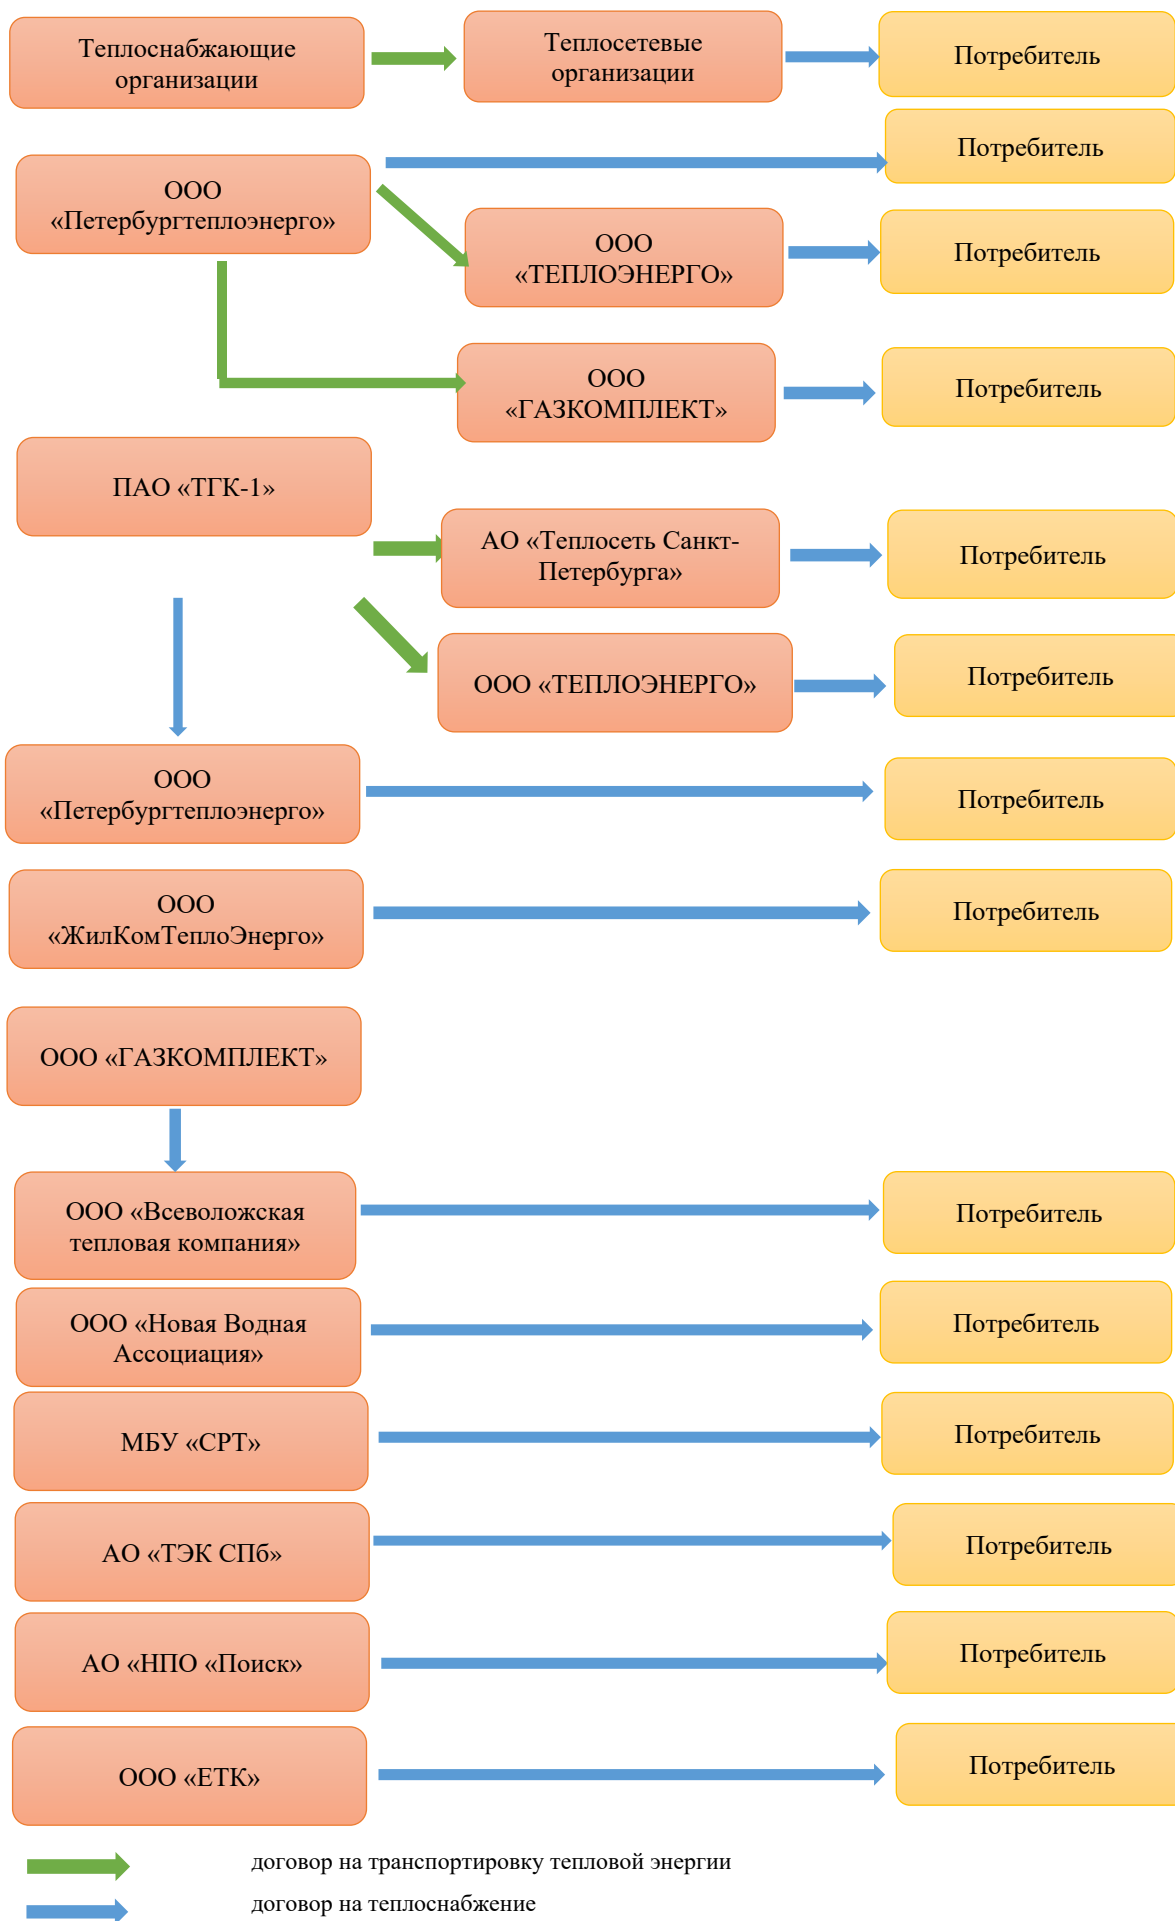 Теплоснабжающие
организации
Теплосетевые
организации
Потребитель
Потребитель
ООО
«Петербургтеплоэнерго»
ООО
«ТЕПЛОЭНЕРГО»
Потребитель
ООО
«ГАЗКОМПЛЕКТ»
Потребитель
ПАО «ТГК-1»
АО «Теплосеть Санкт-
Петербурга»
Потребитель
ООО «ТЕПЛОЭНЕРГО»
Потребитель
ООО
«Петербургтеплоэнерго»
Потребитель
ООО
«ЖилКомТеплоЭнерго»
Потребитель
ООО «ГАЗКОМПЛЕКТ»
ООО «Всеволожская
тепловая компания»
Потребитель
ООО «Новая Водная
Ассоциация»
Потребитель
МБУ «СРТ»
Потребитель
АО «ТЭК СПб»
Потребитель
АО «НПО «Поиск»
Потребитель
ООО «ЕТК»
Потребитель
договор на транспортировку тепловой энергии
договор на теплоснабжение